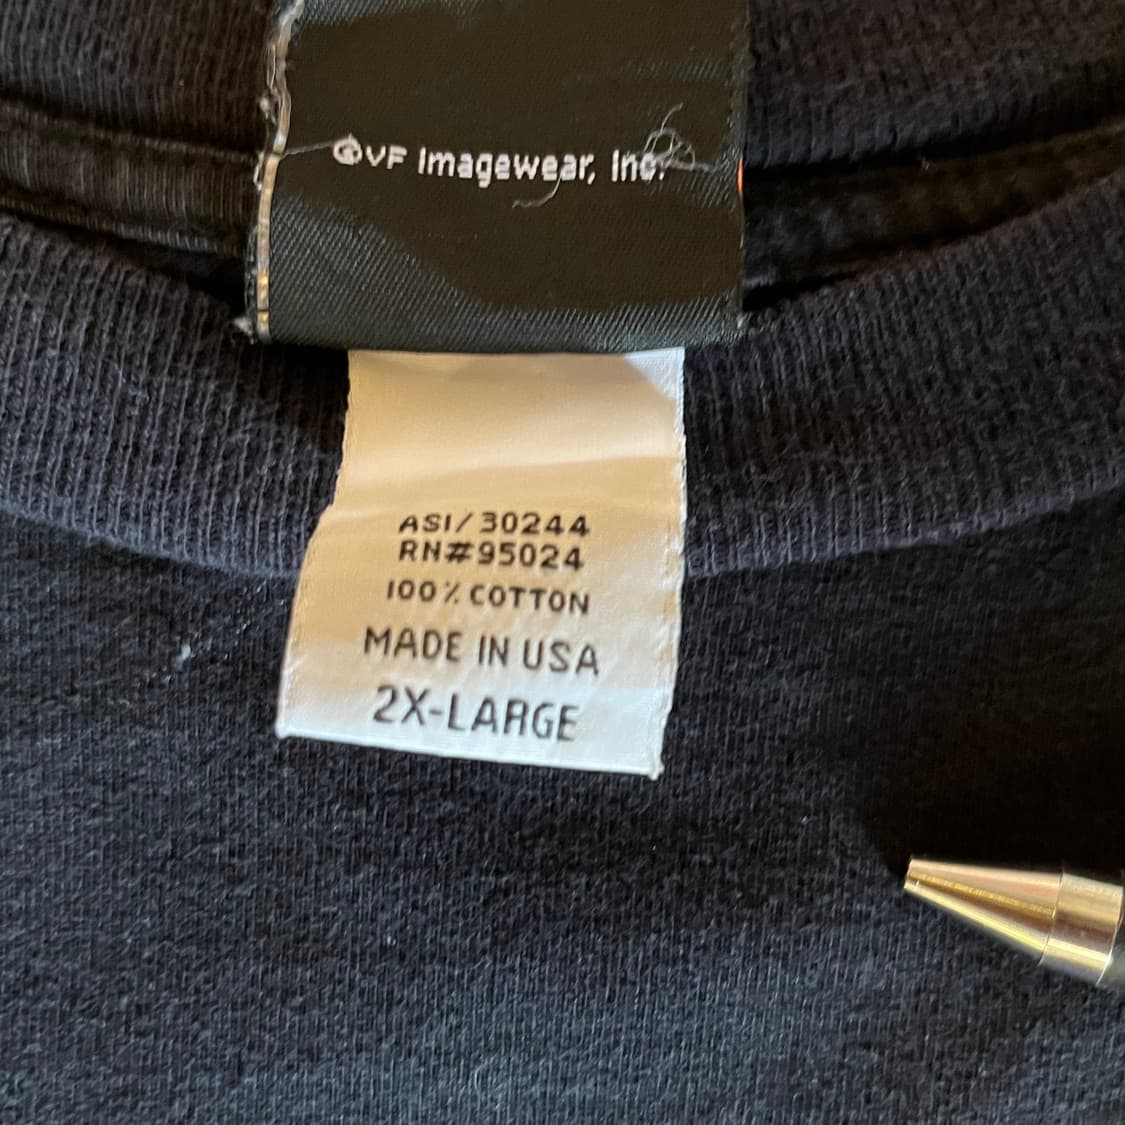 ©VF Imagewear, Inc.
ASI/30244
RN#95024
100% COTTON
MADE IN USA
2X-LARGE